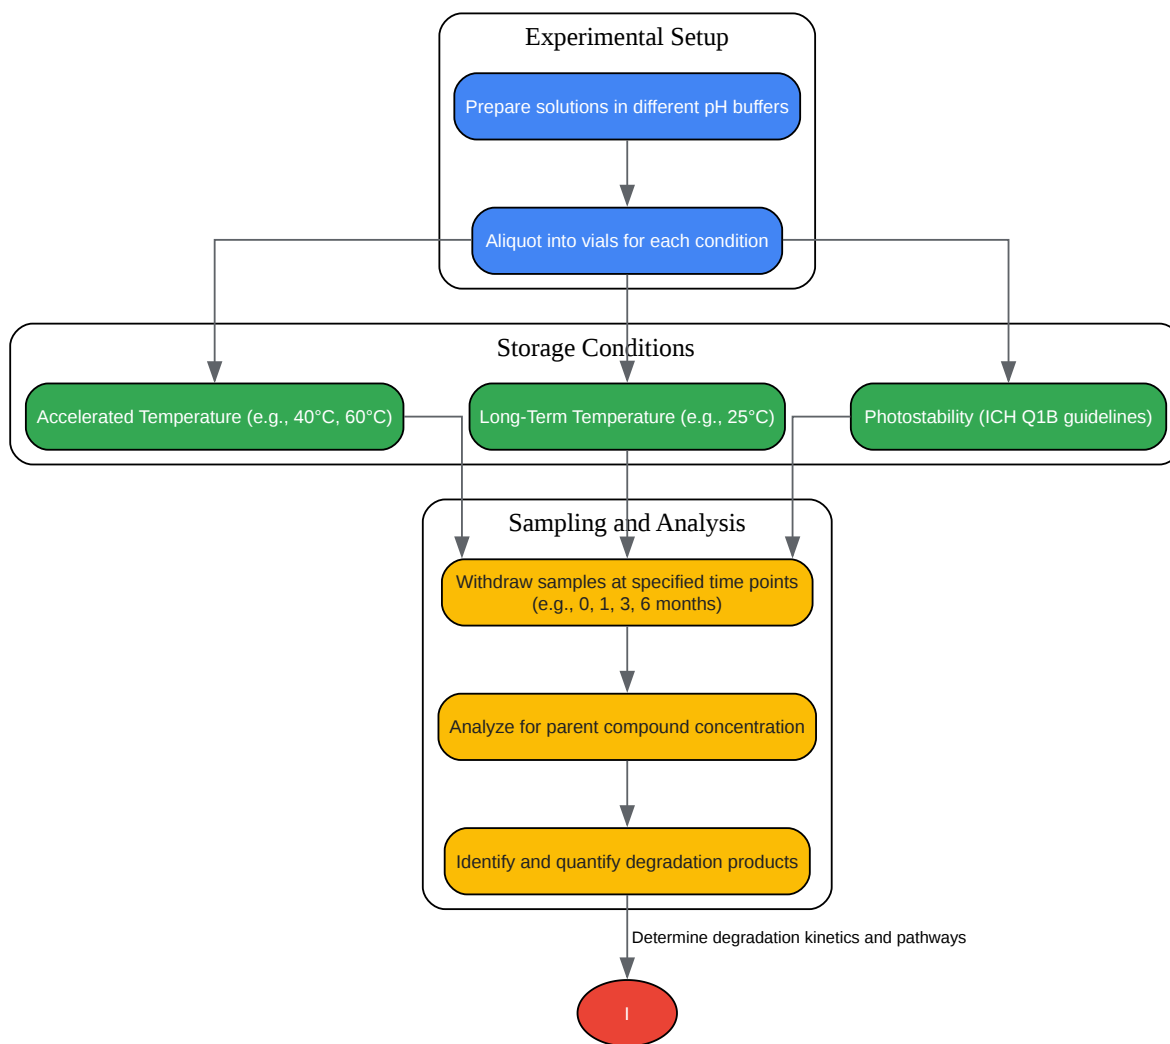 Experimental Setup
Prepare solutions in different pH buffers
Aliquot into vials for each condition
Storage Conditions
Accelerated Temperature (e.g., 40°C, 60°C)
Long-Term Temperature (e.g., 25°C)
Photostability (ICH Q1B guidelines)
Sampling and Analysis
Withdraw samples at specified time points
(e.g., 0, 1, 3, 6 months)
Analyze for parent compound concentration
Identify and quantify degradation products
Determine degradation kinetics and pathways
I